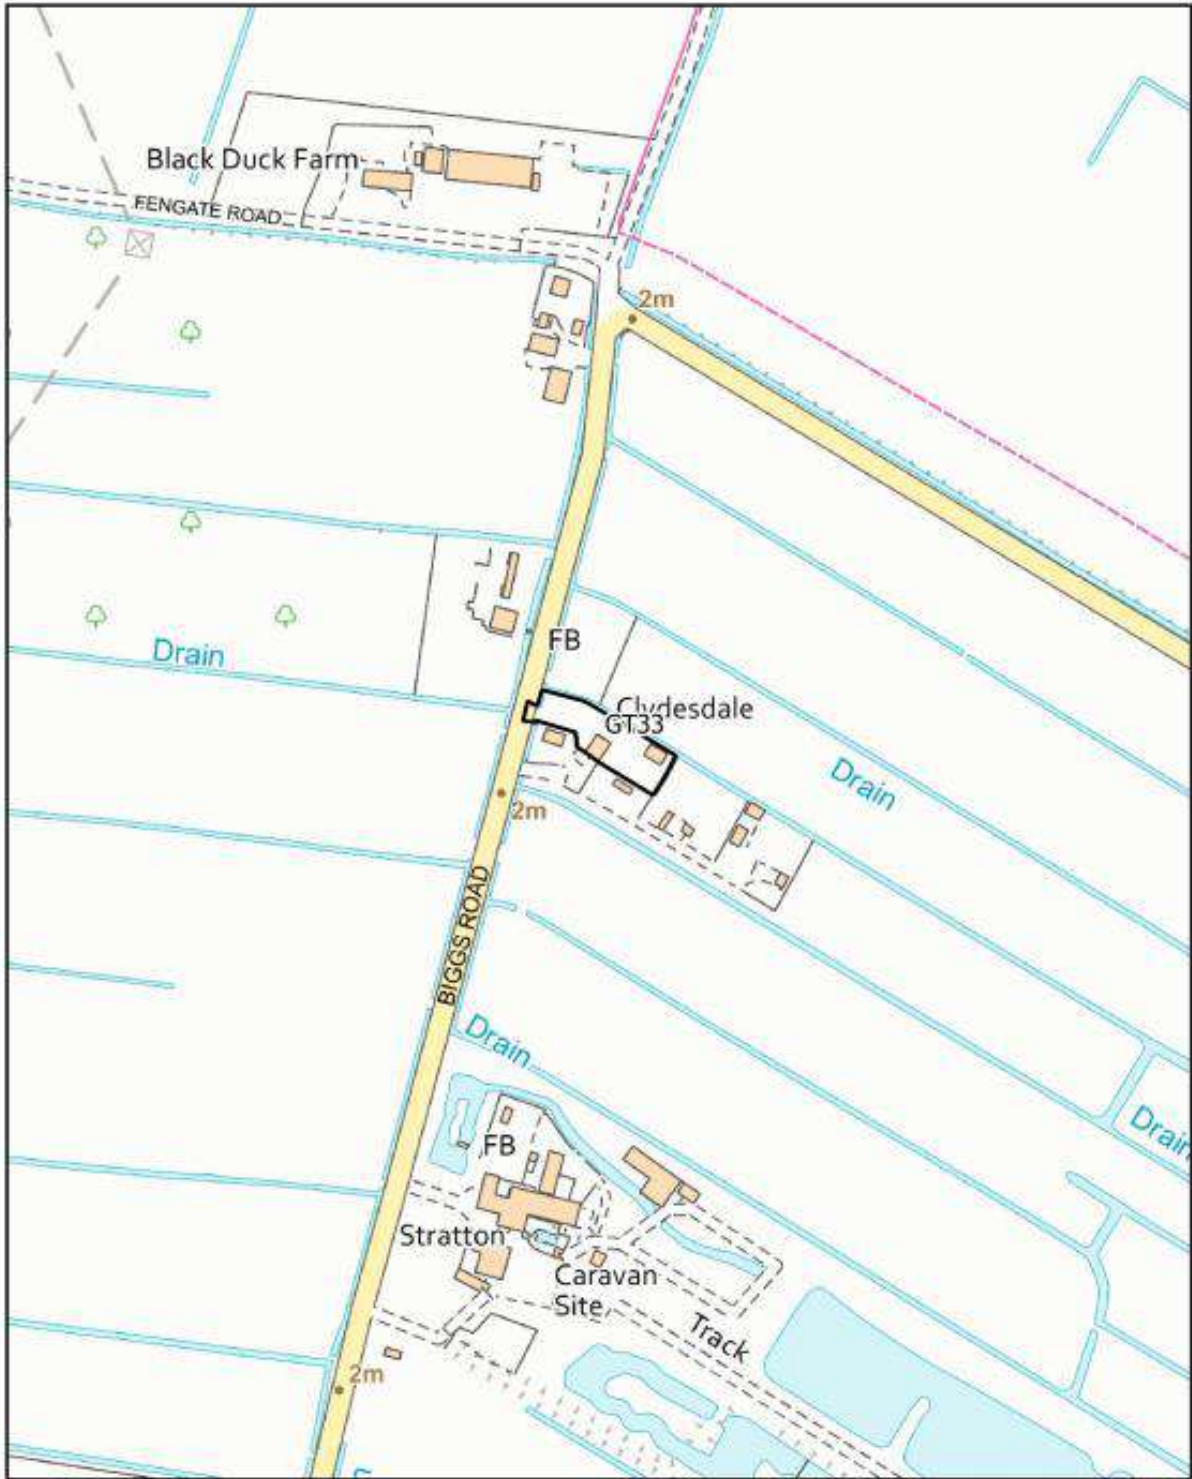 Black Duck Farm
FENGATE ROAD
2m
FB
Drain
Clydesdale
GT33
Drain
2m
BIGGS ROAD
Drain
Drain
FB
Stratton
Caravan
Site
Track
2m